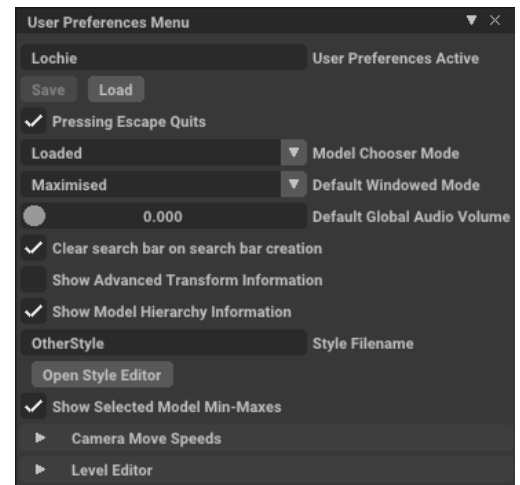 User Preferences Menu
Lochie User Preferences Active
Save Load
Pressing Escape Quits
Loaded Model Chooser Mode
Maximised Default Windowed Mode
0.000 Default Global Audio Volume
Clear search bar on search bar creation
Show Advanced Transform Information
Show Model Hierarchy Information
OtherStyle Style Filename
Open Style Editor
Show Selected Model Min-Maxes
Camera Move Speeds
Level Editor